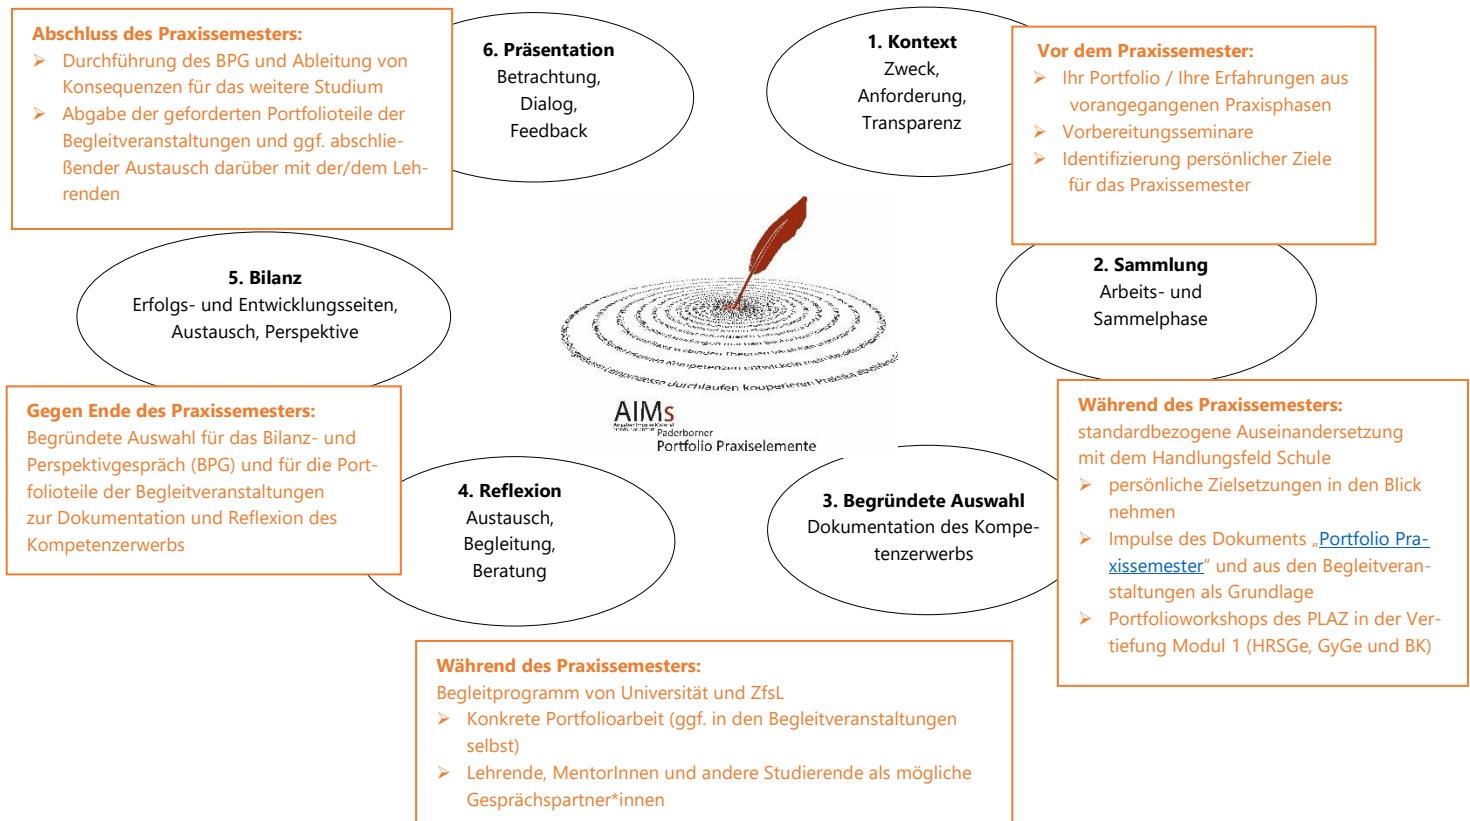 Abschluss des Praxissemesters:
➢ Durchführung des BPG und Ableitung von
Konsequenzen für das weitere Studium
➢ Abgabe der geforderten Portfolioteile der
Begleitveranstaltungen und ggf. abschlie-
ßender Austausch darüber mit der/dem Leh-
renden
6. Präsentation
Betrachtung,
Dialog,
Feedback
1. Kontext
Zweck,
Anforderung,
Transparenz
Vor dem Praxissemester:
➢ Ihr Portfolio / Ihre Erfahrungen aus
vorangegangenen Praxisphasen
➢ Vorbereitungsseminare
➢ Identifizierung persönlicher Ziele
für das Praxissemester
5. Bilanz
Erfolgs- und Entwicklungsseiten,
Austausch, Perspektive
2. Sammlung
Arbeits- und
Sammelphase
AIMs
Paderborner
Portfolio Praxiselemente
Gegen Ende des Praxissemesters:
Begründete Auswahl für das Bilanz- und
Perspektivgespräch (BPG) und für die Port-
folioteile der Begleitveranstaltungen
zur Dokumentation und Reflexion des
Kompetenzerwerbs
4. Reflexion
Austausch,
Begleitung,
Beratung
3. Begründete Auswahl
Dokumentation des Kompe-
tenzerwerbs
Während des Praxissemesters:
standardbezogene Auseinandersetzung
mit dem Handlungsfeld Schule
➢ persönliche Zielsetzungen in den Blick
nehmen
➢ Impulse des Dokuments „Portfolio Pra-
xissemester" und aus den Begleitveran-
staltungen als Grundlage
➢ Portfolioworkshops des PLAZ in der Ver-
tiefung Modul 1 (HRSGe, GyGe und BK)
Während des Praxissemesters:
Begleitprogramm von Universität und ZfsL
➢ Konkrete Portfolioarbeit (ggf. in den Begleitveranstaltungen
selbst)
➢ Lehrende, MentorInnen und andere Studierende als mögliche
Gesprächspartner*innen